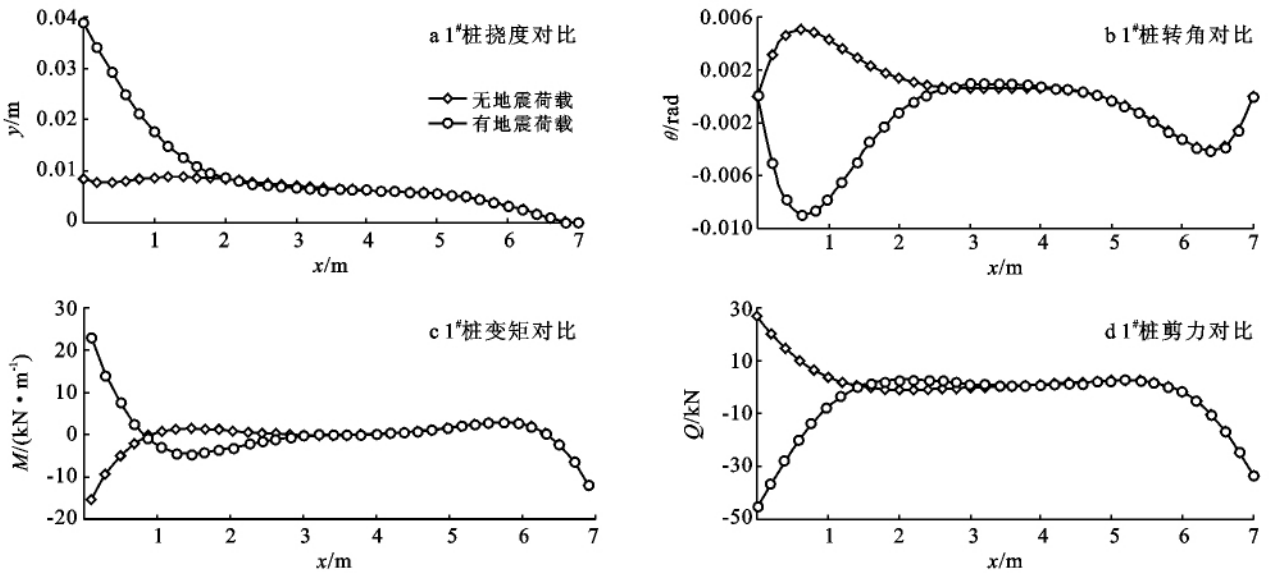 0.04
0.03
0.02
0.01
0
y/m
a 1#桩挠度对比
无地震荷载
有地震荷载
1 2 3 4 5 6 7
x/m
0.006
0.002
-0.002
-0.006
-0.010
θ/rad
b 1#桩转角对比
1 2 3 4 5 6 7
x/m
30
20
10
0
-10
-20
M/(kN·m⁻¹)
c 1#桩变矩对比
1 2 3 4 5 6 7
x/m
30
10
-10
-30
-50
Q/kN
d 1#桩剪力对比
1 2 3 4 5 6 7
x/m